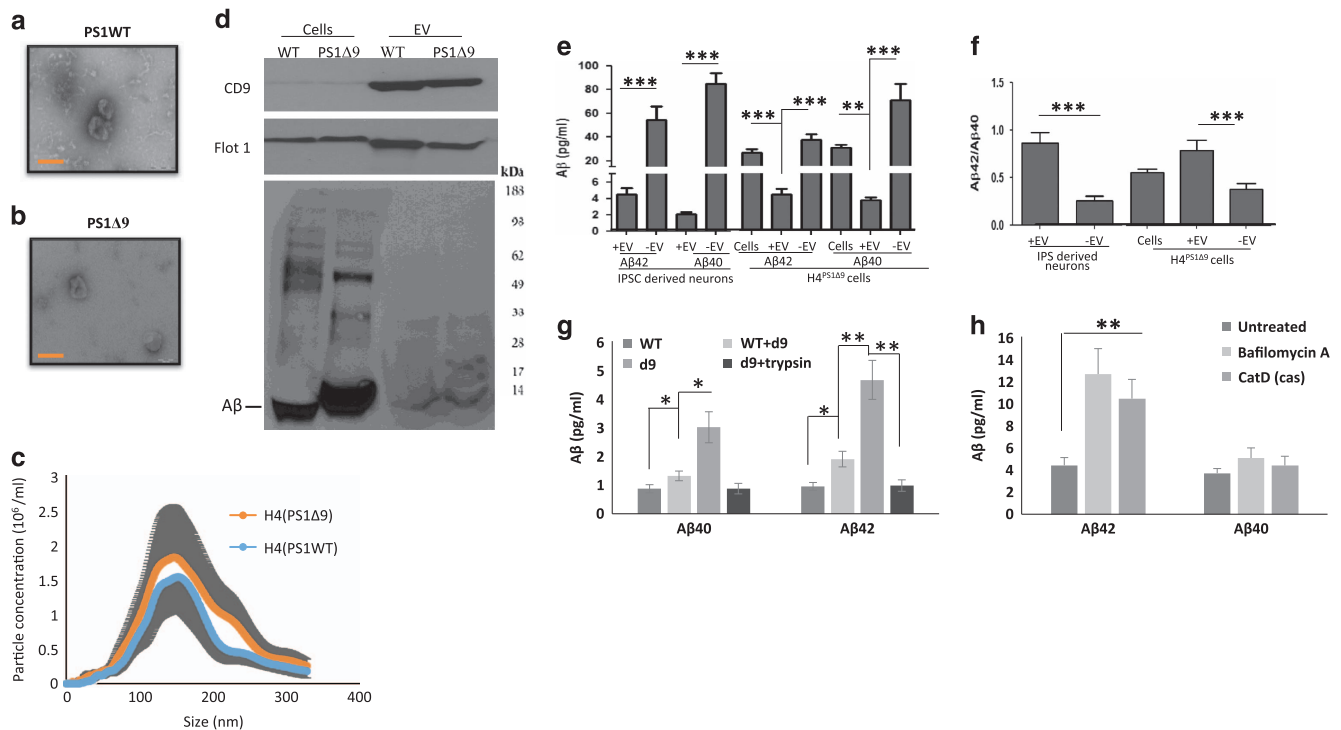 a
PS1WT
b
PS1Δ9
c
3
2.5
2
1.5
1
0.5
0
0 100 200 300 400
Particle concentration (10⁶/ml)
Size (nm)
H4(PS1Δ9)
H4(PS1WT)
d
Cells EV
WT PS1Δ9 WT PS1Δ9
CD9
Flot 1
kDa
188
98
62
49
33
28
17
14
Aβ
e
Aβ (pg/ml)
100
80
60
40
20
6
4
2
0
*** *** *** *** ** ***
+EV -EV +EV -EV Cells +EV -EV Cells +EV -EV
Aβ42 Aβ40 Aβ42 Aβ40
IPSC derived neurons H4PS1Δ9 cells
f
Aβ42/Aβ40
1.5
1.0
0.5
0.0
*** ***
+EV -EV Cells +EV -EV
IPS derived
neurons
H4PS1Δ9 cells
g
Aβ (pg/ml)
6
5
4
3
2
1
0
WT WT+d9
d9 d9+trypsin
* * * ** **
Aβ40 Aβ42
h
Aβ (pg/ml)
16
14
12
10
8
6
4
2
0
**
Untreated
Bafilomycin A
CatD (cas)
Aβ42 Aβ40